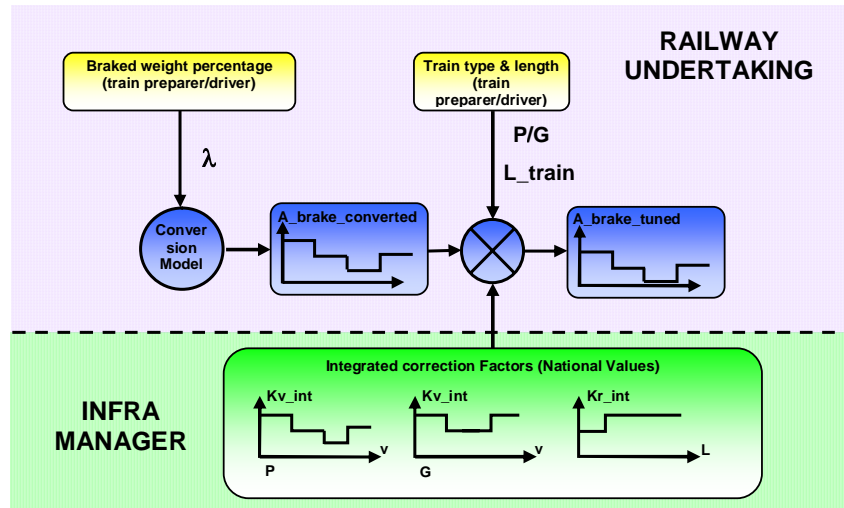 RAILWAY
UNDERTAKING
Braked weight percentage
(train preparer/driver)
Train type & length
(train
preparer/driver)
λ
P/G
L_train
A_brake_converted
A_brake_tuned
Conver
sion
Model
Integrated correction Factors (National Values)
INFRA
MANAGER
Kv_int
v
P
Kv_int
v
G
Kr_int
L